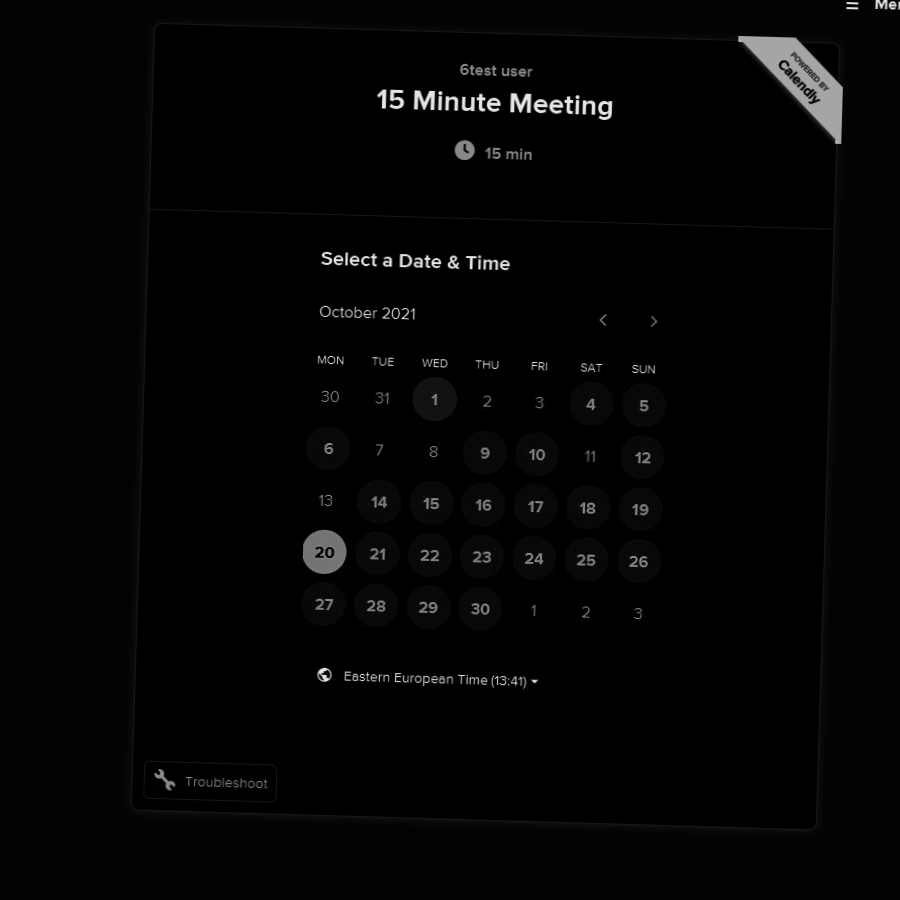 Men
6test user
15 Minute Meeting
15 min
POWERED BY
Calendly
Select a Date & Time
October 2021
MON TUE WED THU FRI SAT SUN
30 31 1 2 3 4 5
6 7 8 9 10 11 12
13 14 15 16 17 18 19
20 21 22 23 24 25 26
27 28 29 30 1 2 3
Eastern European Time (13:41)
Troubleshoot